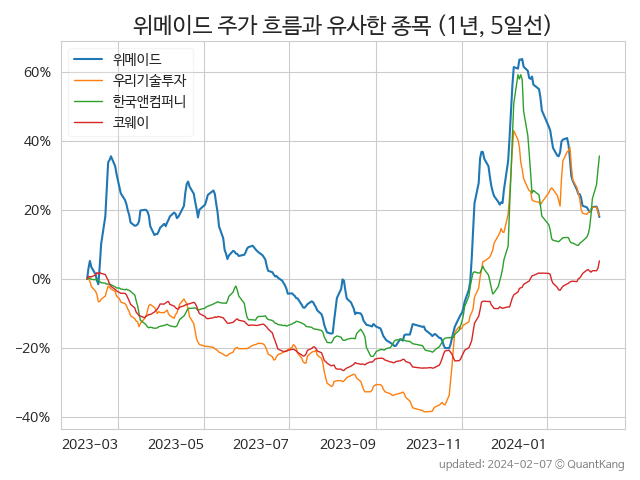 위메이드 주가 흐름과 유사한 종목 (1년, 5일선)
위메이드
우리기술투자
한국앤컴퍼니
코웨이
60%
40%
20%
0%
−20%
−40%
2023-03 2023-05 2023-07 2023-09 2023-11 2024-01
updated: 2024-02-07 © QuantKang